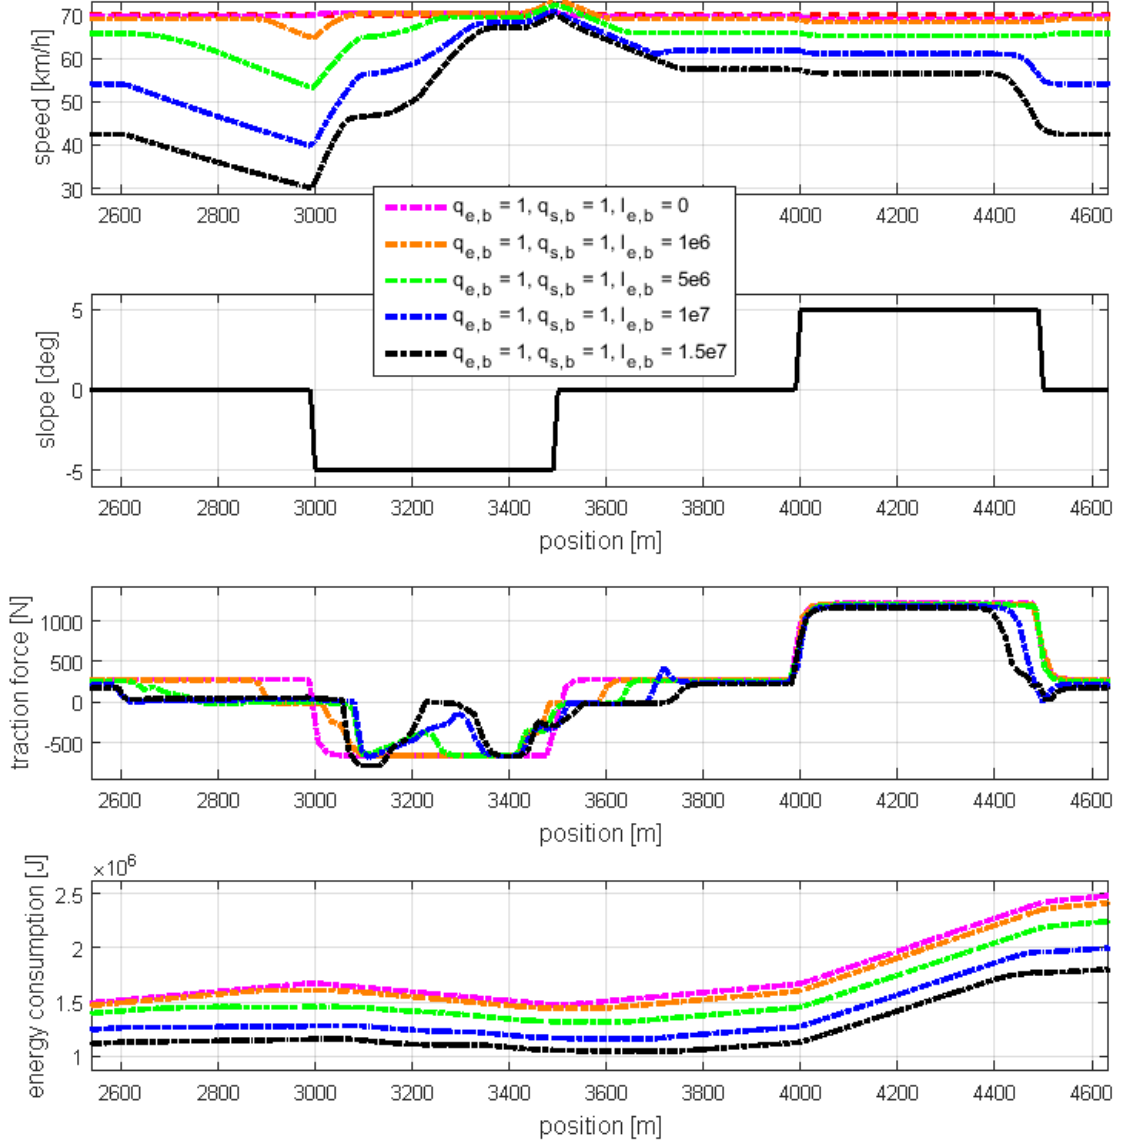 70
60
50
40
30
speed [km/h]
2600 2800 3000 4000 4200 4400 4600
q_e,b = 1, q_s,b = 1, l_e,b = 0
q_e,b = 1, q_s,b = 1, l_e,b = 1e6
q_e,b = 1, q_s,b = 1, l_e,b = 5e6
q_e,b = 1, q_s,b = 1, l_e,b = 1e7
q_e,b = 1, q_s,b = 1, l_e,b = 1.5e7
5
0
-5
slope [deg]
2600 2800 3000 3200 3400 3600 3800 4000 4200 4400 4600
position [m]
1000
500
0
-500
traction force [N]
2600 2800 3000 3200 3400 3600 3800 4000 4200 4400 4600
position [m]
×10^6
2.5
2
1.5
1
energy consumption [J]
2600 2800 3000 3200 3400 3600 3800 4000 4200 4400 4600
position [m]